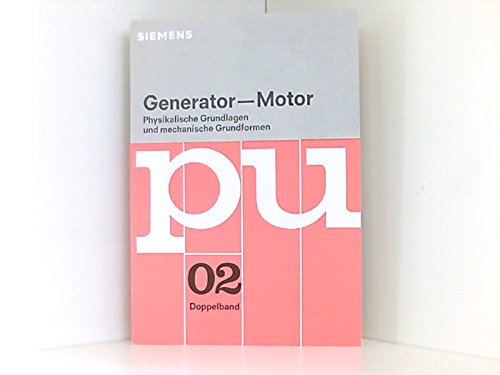 SIEMENS
Generator—Motor
Physikalische Grundlagen
und mechanische Grundformen
pu
02
Doppelband